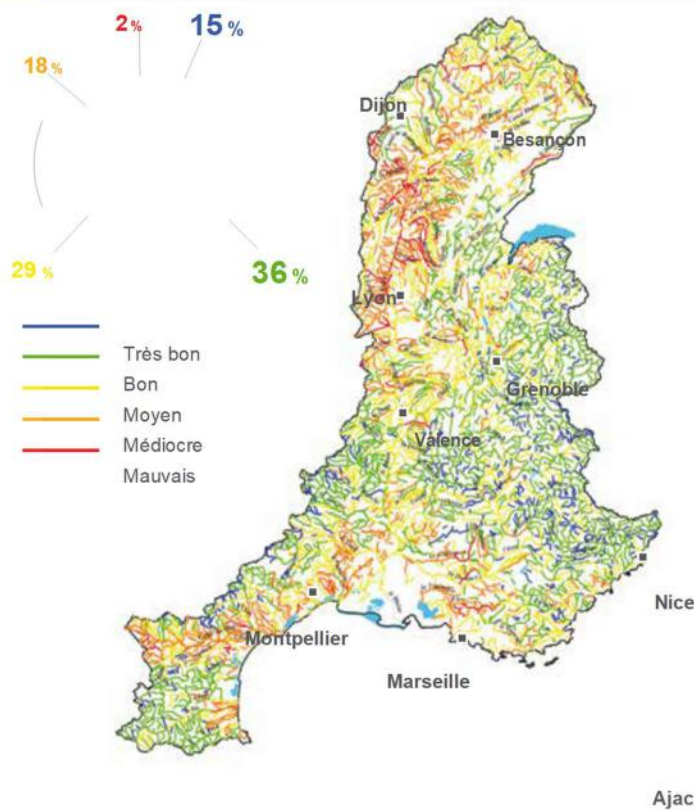 2 %
15 %
18 %
29 %
36 %
Très bon
Bon
Moyen
Médiocre
Mauvais
Dijon
Besançon
Lyon
Grenoble
Valence
Nice
Montpellier
Marseille
Ajac